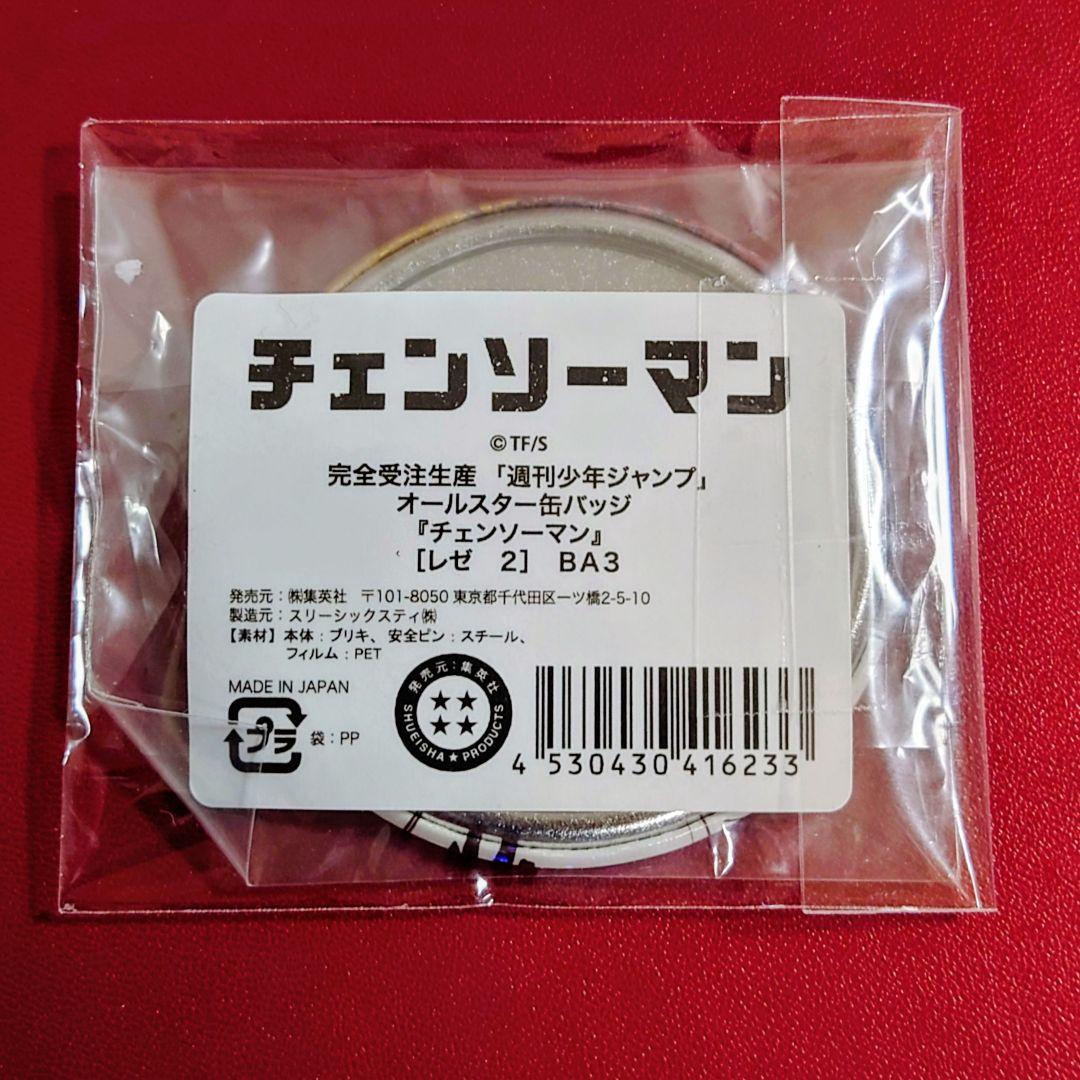 チェンソーマン
©TF/S
完全受注生産 「週刊少年ジャンプ」
オールスター缶バッジ
『チェンソーマン』
[レゼ 2] BA3
発売元:㈱集英社 〒101-8050 東京都千代田区一ツ橋2-5-10
製造元:スリーシックスティ㈱
【素材】本体:ブリキ、安全ピン:スチール、
フィルム:PET
MADE IN JAPAN
プラ
袋:PP
発売元:集英社
SHUEISHA★PRODUCTS
4 530430 416233